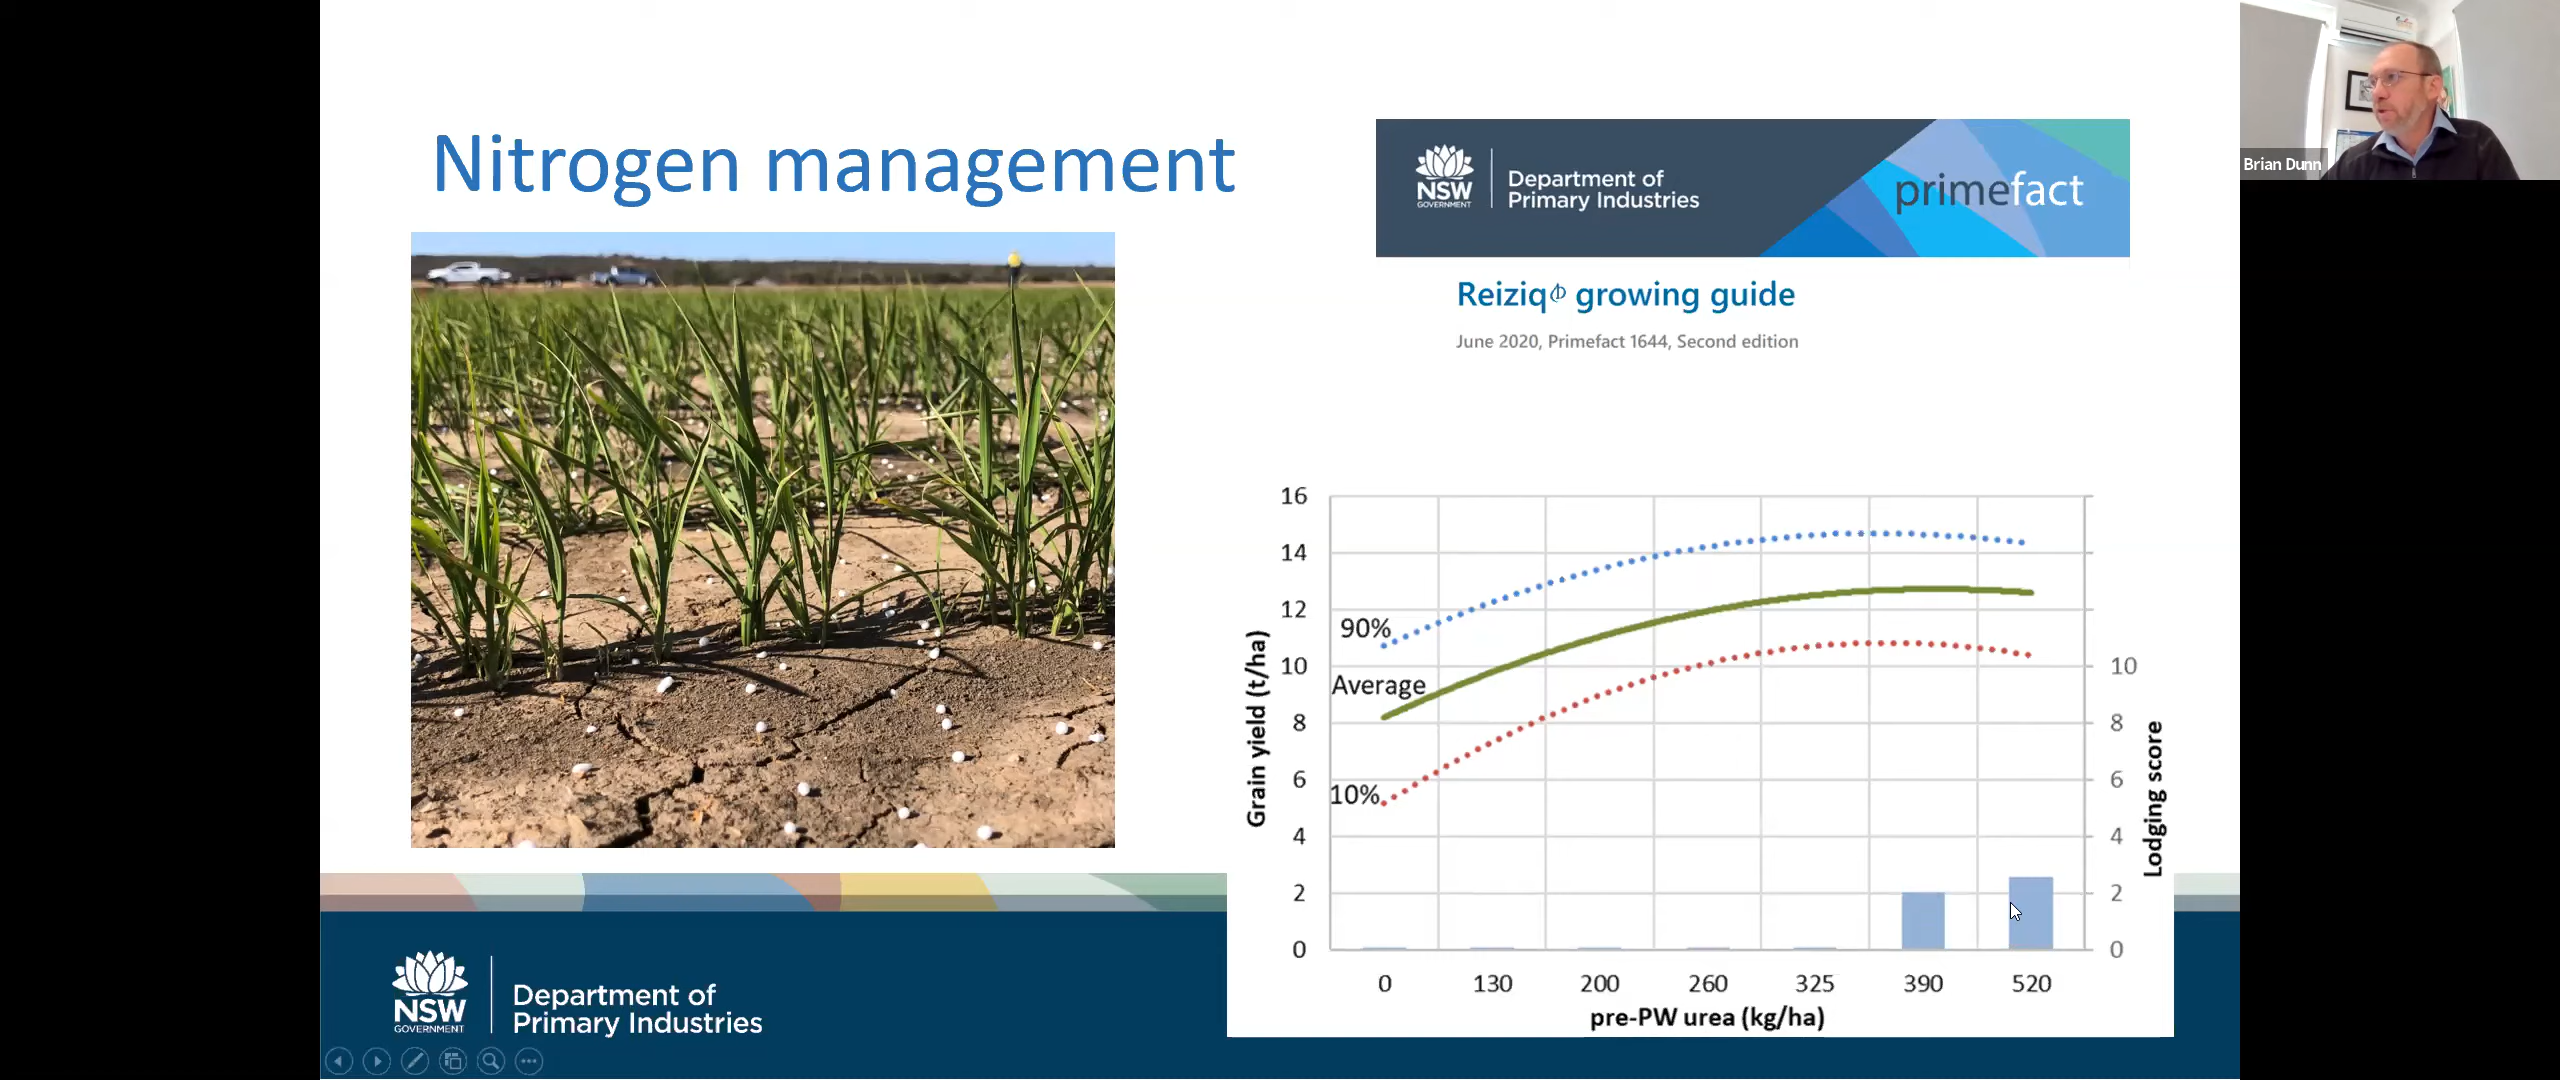 Nitrogen management
NSW
GOVERNMENT
Department of
Primary Industries
primefact
Reiziq growing guide
June 2020, Primefact 1644, Second edition
16
14
12
10
8
6
4
2
0
Grain yield (t/ha)
90%
Average
10%
10
8
6
4
2
0
Lodging score
0 130 200 260 325 390 520
pre-PW urea (kg/ha)
NSW
GOVERNMENT
Department of
Primary Industries
Brian Dunn